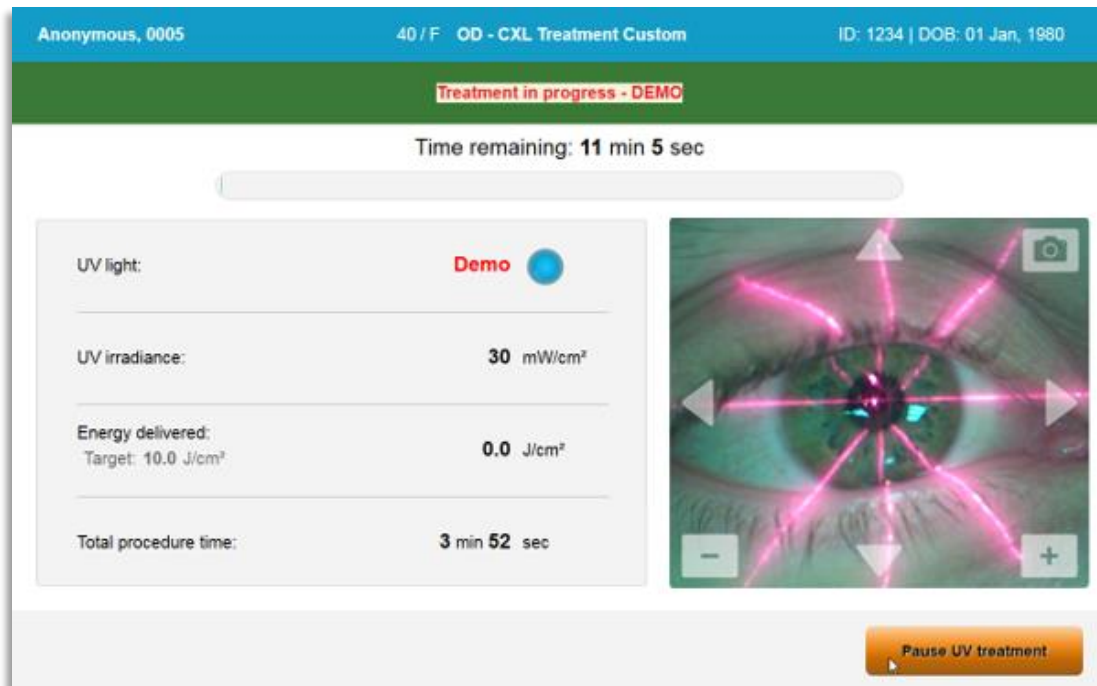 Anonymous, 0005 40 / F OD - CXL Treatment Custom ID: 1234 | DOB: 01 Jan, 1980
Treatment in progress - DEMO
Time remaining: 11 min 5 sec
UV light: Demo
UV irradiance: 30 mW/cm²
Energy delivered:
Target: 10.0 J/cm²
0.0 J/cm²
Total procedure time: 3 min 52 sec
Pause UV treatment